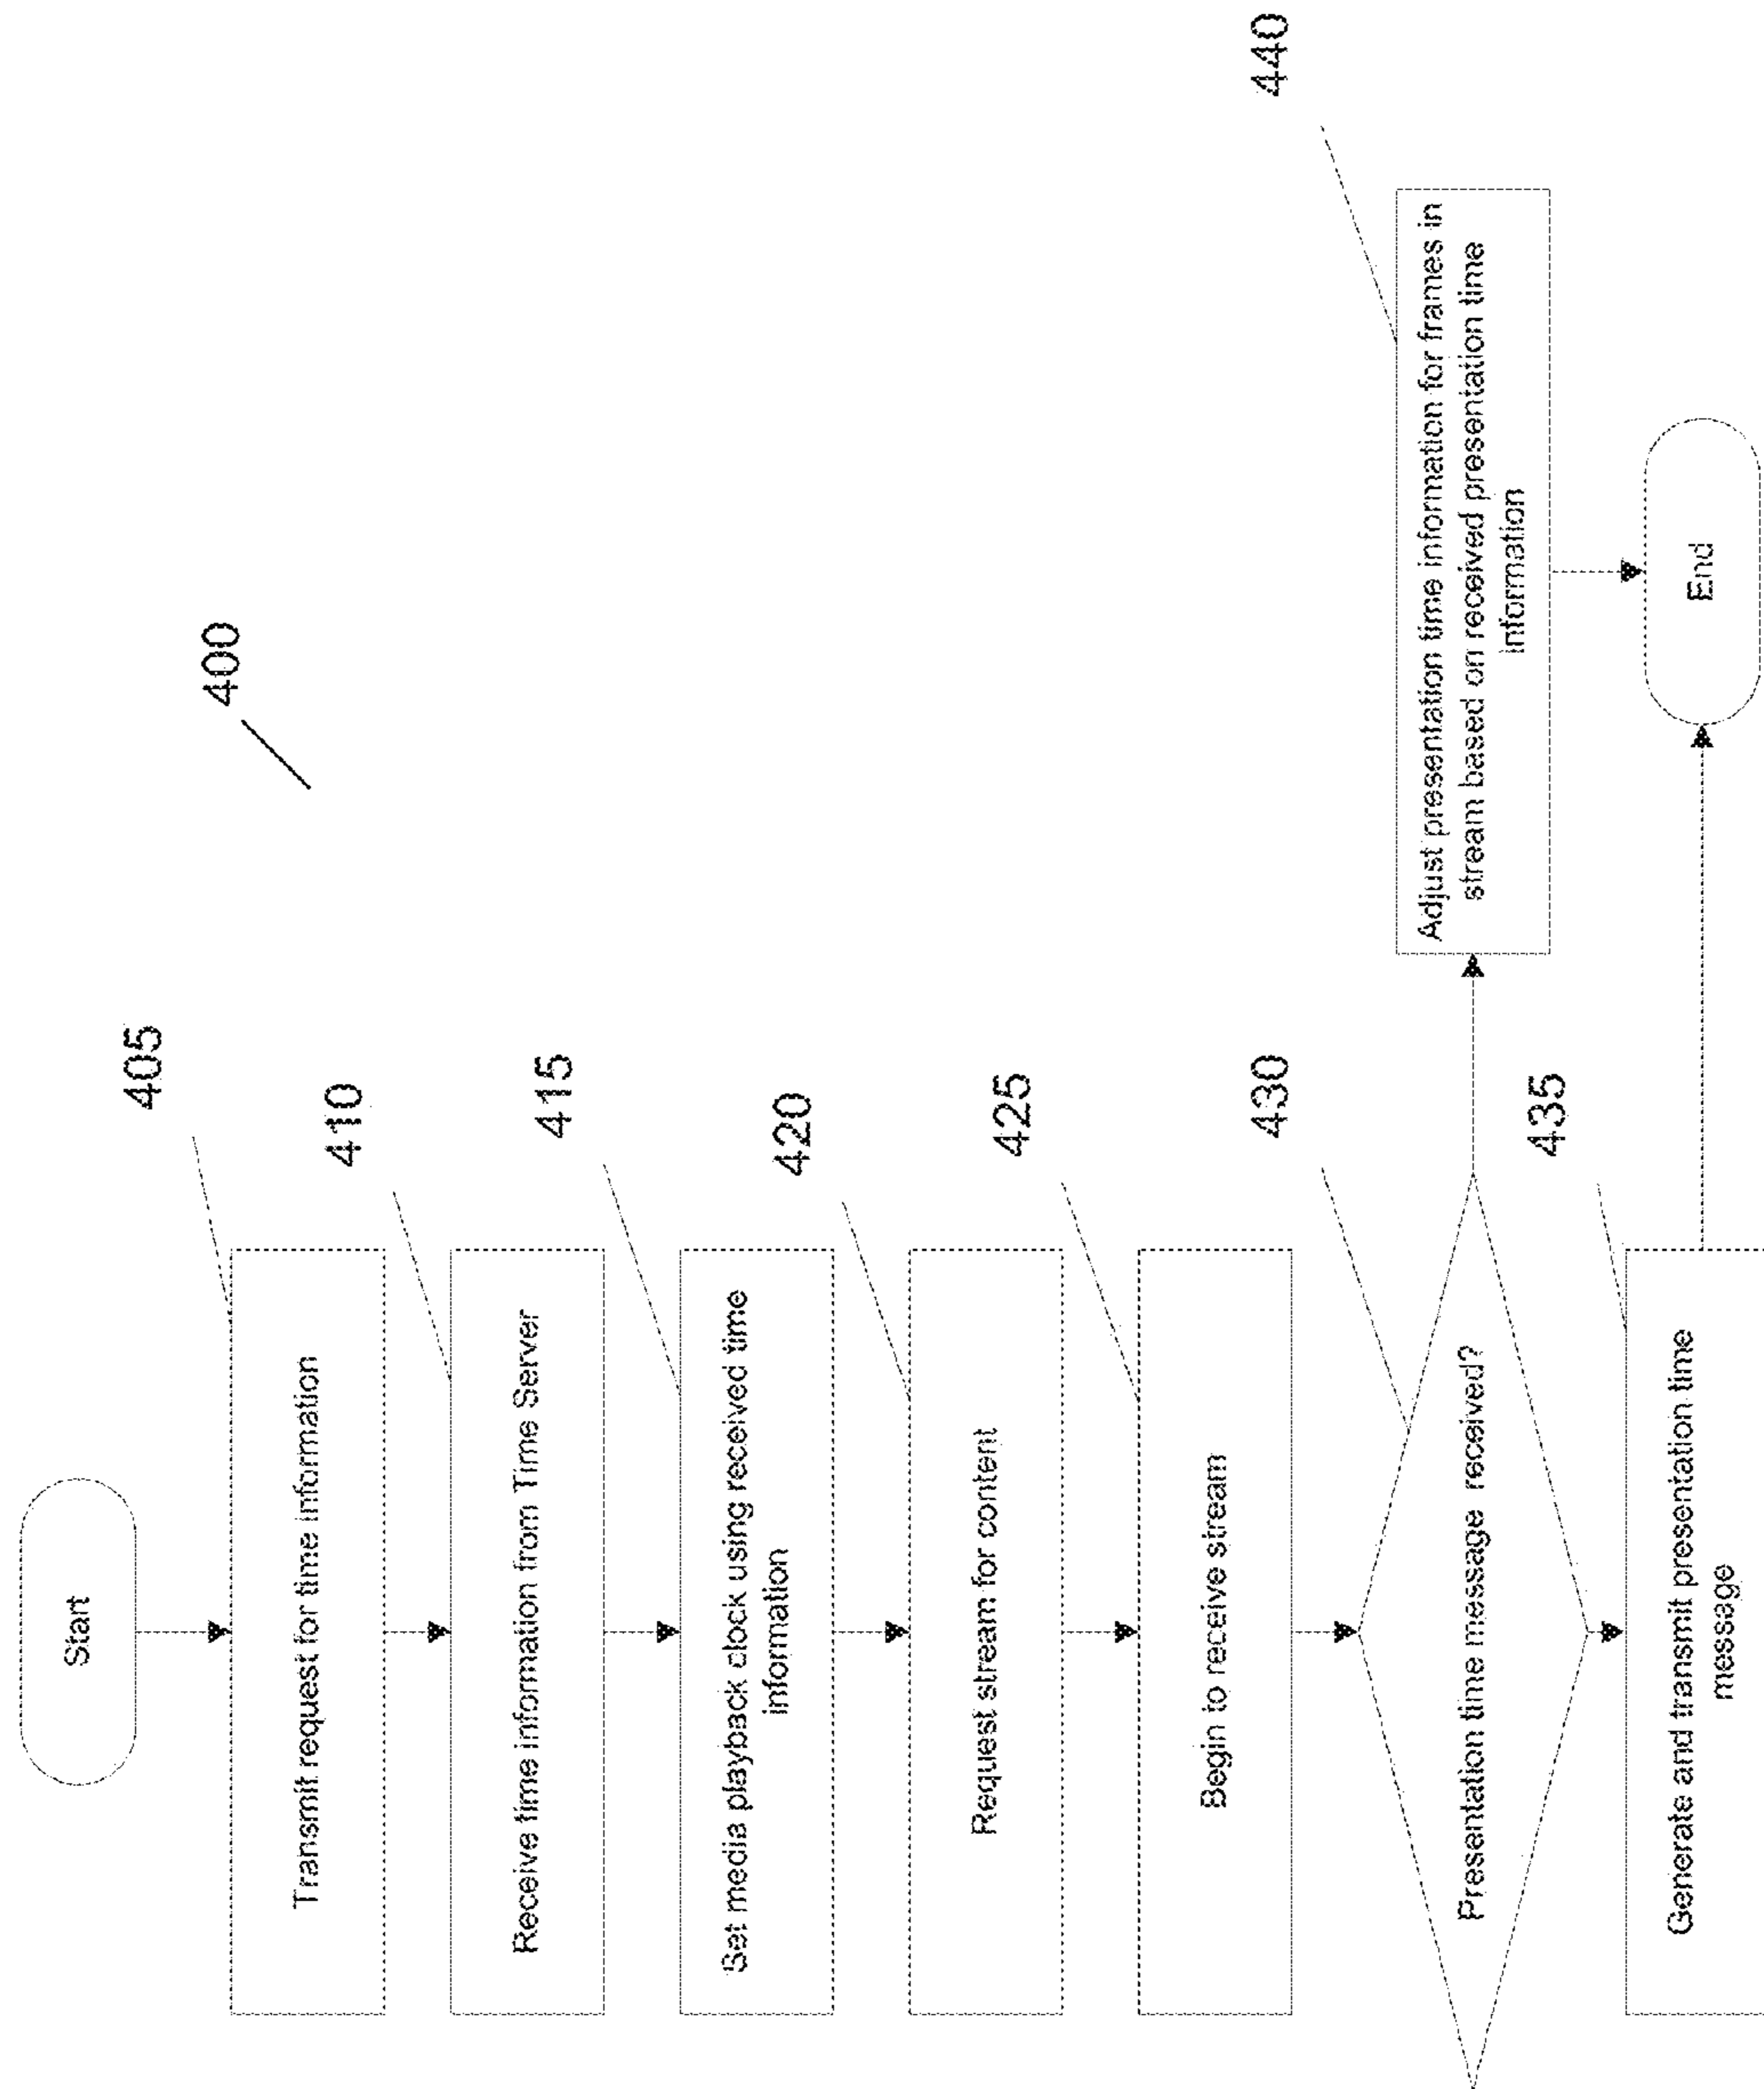 400
Start
405
Transmit request for time information
410
Receive time information from Time Server
415
Set media playback clock using received time
information
420
Request stream for content
425
Begin to receive stream
430
Presentation time message received?
435
Generate and transmit presentation time
message
440
Adjust presentation time information for frames in
stream based on received presentation time
information
End